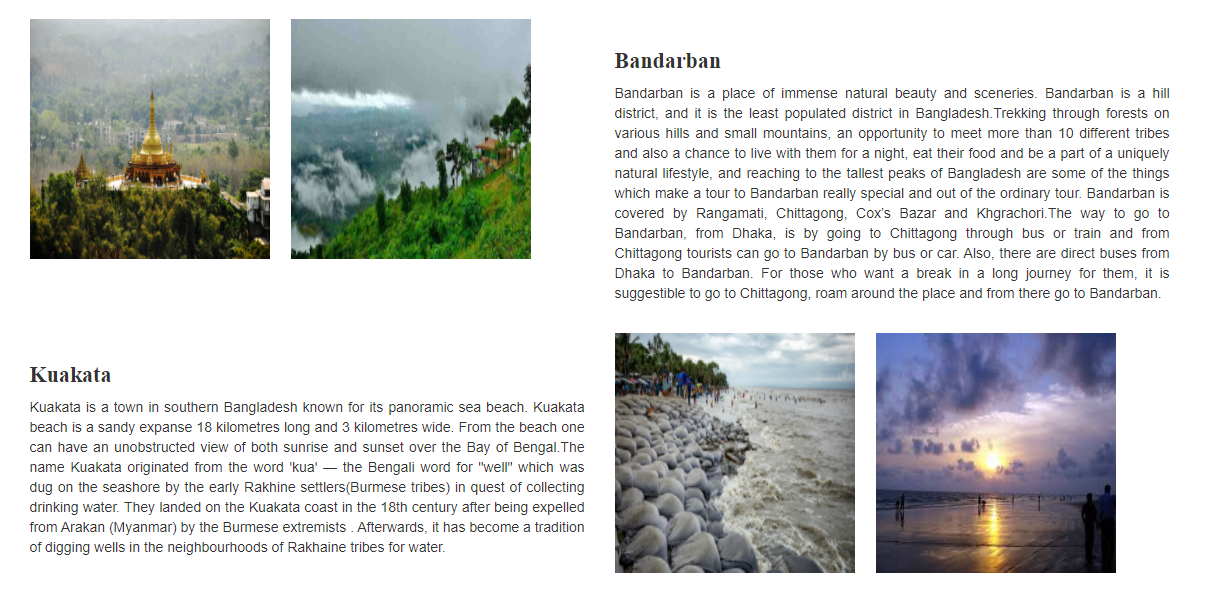 Bandarban
Bandarban is a place of immense natural beauty and sceneries. Bandarban is a hill
district, and it is the least populated district in Bangladesh.Trekking through forests on
various hills and small mountains, an opportunity to meet more than 10 different tribes
and also a chance to live with them for a night, eat their food and be a part of a uniquely
natural lifestyle, and reaching to the tallest peaks of Bangladesh are some of the things
which make a tour to Bandarban really special and out of the ordinary tour. Bandarban is
covered by Rangamati, Chittagong, Cox's Bazar and Khgrachori.The way to go to
Bandarban, from Dhaka, is by going to Chittagong through bus or train and from
Chittagong tourists can go to Bandarban by bus or car. Also, there are direct buses from
Dhaka to Bandarban. For those who want a break in a long journey for them, it is
suggestible to go to Chittagong, roam around the place and from there go to Bandarban.
Kuakata
Kuakata is a town in southern Bangladesh known for its panoramic sea beach. Kuakata
beach is a sandy expanse 18 kilometres long and 3 kilometres wide. From the beach one
can have an unobstructed view of both sunrise and sunset over the Bay of Bengal.The
name Kuakata originated from the word 'kua' — the Bengali word for "well" which was
dug on the seashore by the early Rakhine settlers(Burmese tribes) in quest of collecting
drinking water. They landed on the Kuakata coast in the 18th century after being expelled
from Arakan (Myanmar) by the Burmese extremists . Afterwards, it has become a tradition
of digging wells in the neighbourhoods of Rakhaine tribes for water.